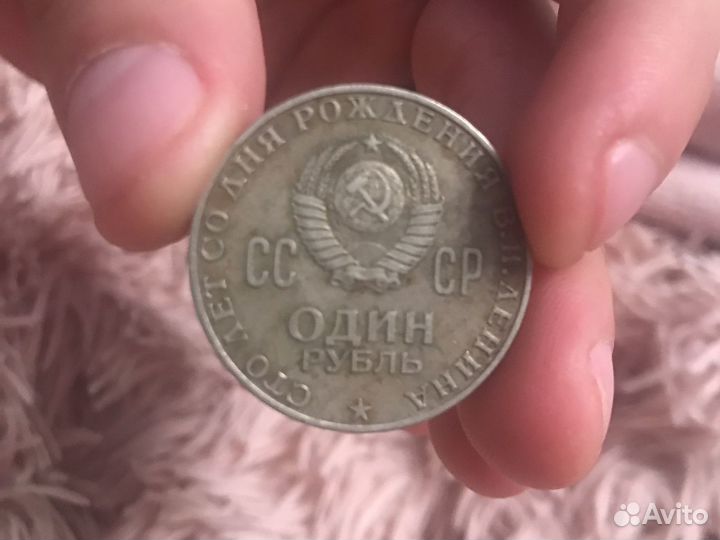 СТО ЛЕТ СО ДНЯ РОЖДЕНИЯ В.И.ЛЕНИНА
СС СР
ОДИН
РУБЛЬ
Avito